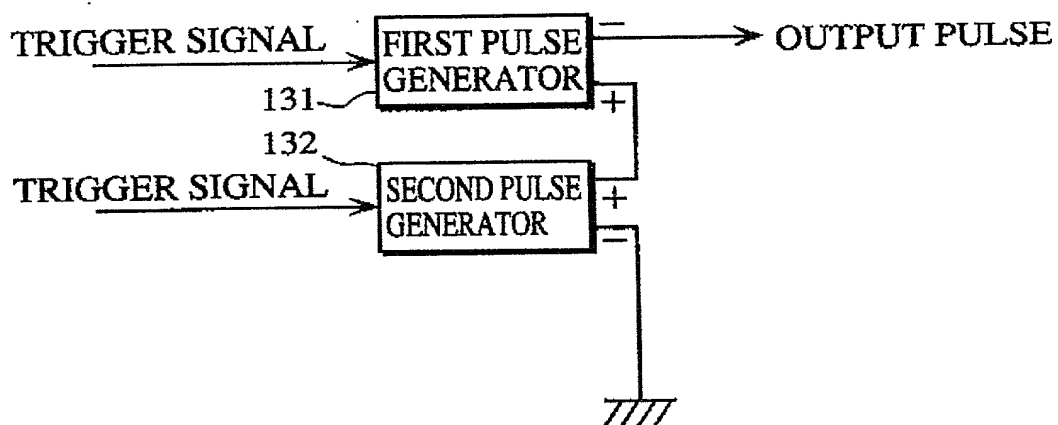 TRIGGER SIGNAL
FIRST PULSE
GENERATOR
−
OUTPUT PULSE
131
+
132
TRIGGER SIGNAL
SECOND PULSE
GENERATOR
+
−